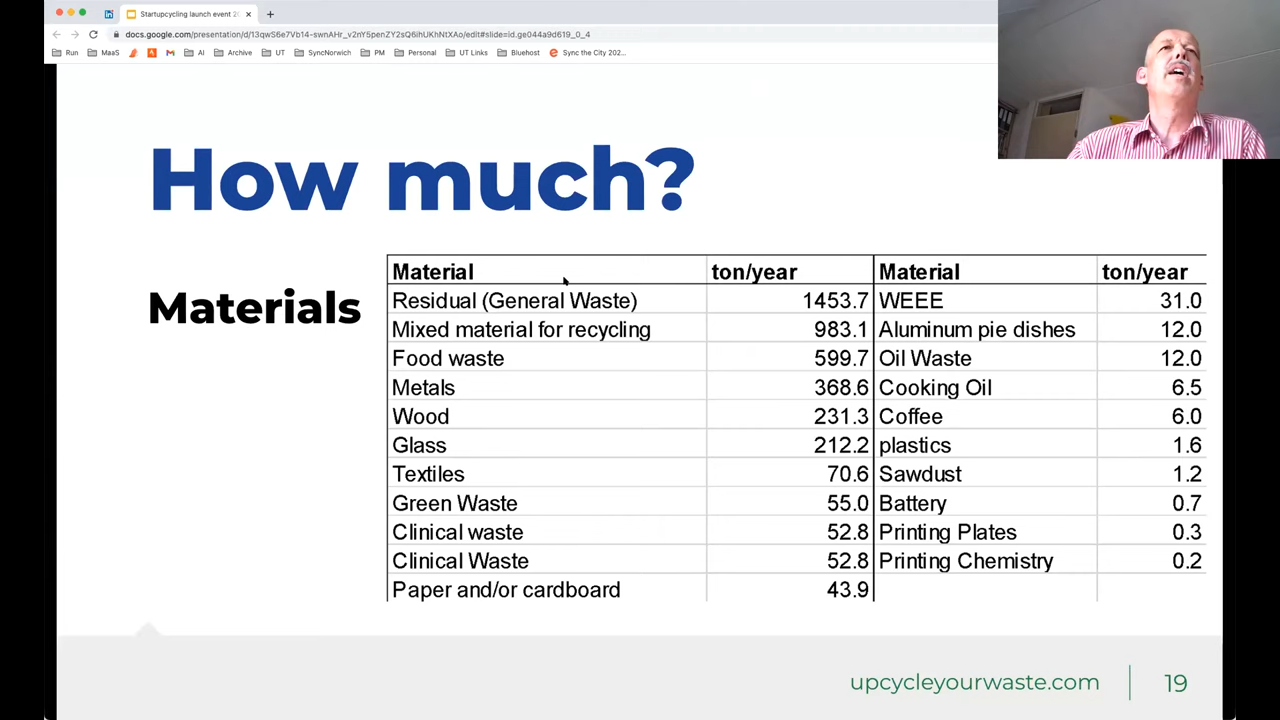 Startupcycling launch event 20
docs.google.com/presentation/d/13qwS6e7Vb14-swnAHr_v2nY5penZY2sQ6ihUKhNtXAo/edit#slide=id.ge044a9d619_0_4
Run MaaS AI Archive UT SyncNorwich PM Personal UT Links Bluehost Sync the City 202...
How much?
Materials
Material ton/year Material ton/year
Residual (General Waste) 1453.7 WEEE 31.0
Mixed material for recycling 983.1 Aluminum pie dishes 12.0
Food waste 599.7 Oil Waste 12.0
Metals 368.6 Cooking Oil 6.5
Wood 231.3 Coffee 6.0
Glass 212.2 plastics 1.6
Textiles 70.6 Sawdust 1.2
Green Waste 55.0 Battery 0.7
Clinical waste 52.8 Printing Plates 0.3
Clinical Waste 52.8 Printing Chemistry 0.2
Paper and/or cardboard 43.9
upcycleyourwaste.com 19